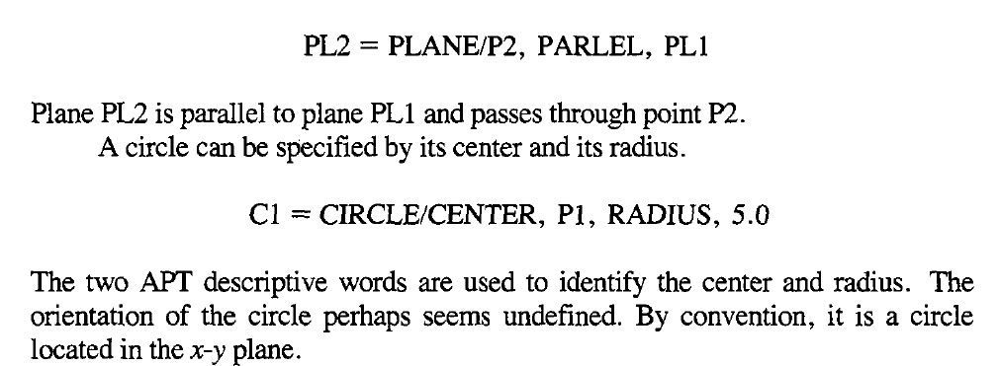 PL2 = PLANE/P2, PARLEL, PL1
Plane PL2 is parallel to plane PL1 and passes through point P2.
A circle can be specified by its center and its radius.
C1 = CIRCLE/CENTER, P1, RADIUS, 5.0
The two APT descriptive words are used to identify the center and radius. The
orientation of the circle perhaps seems undefined. By convention, it is a circle
located in the x-y plane.